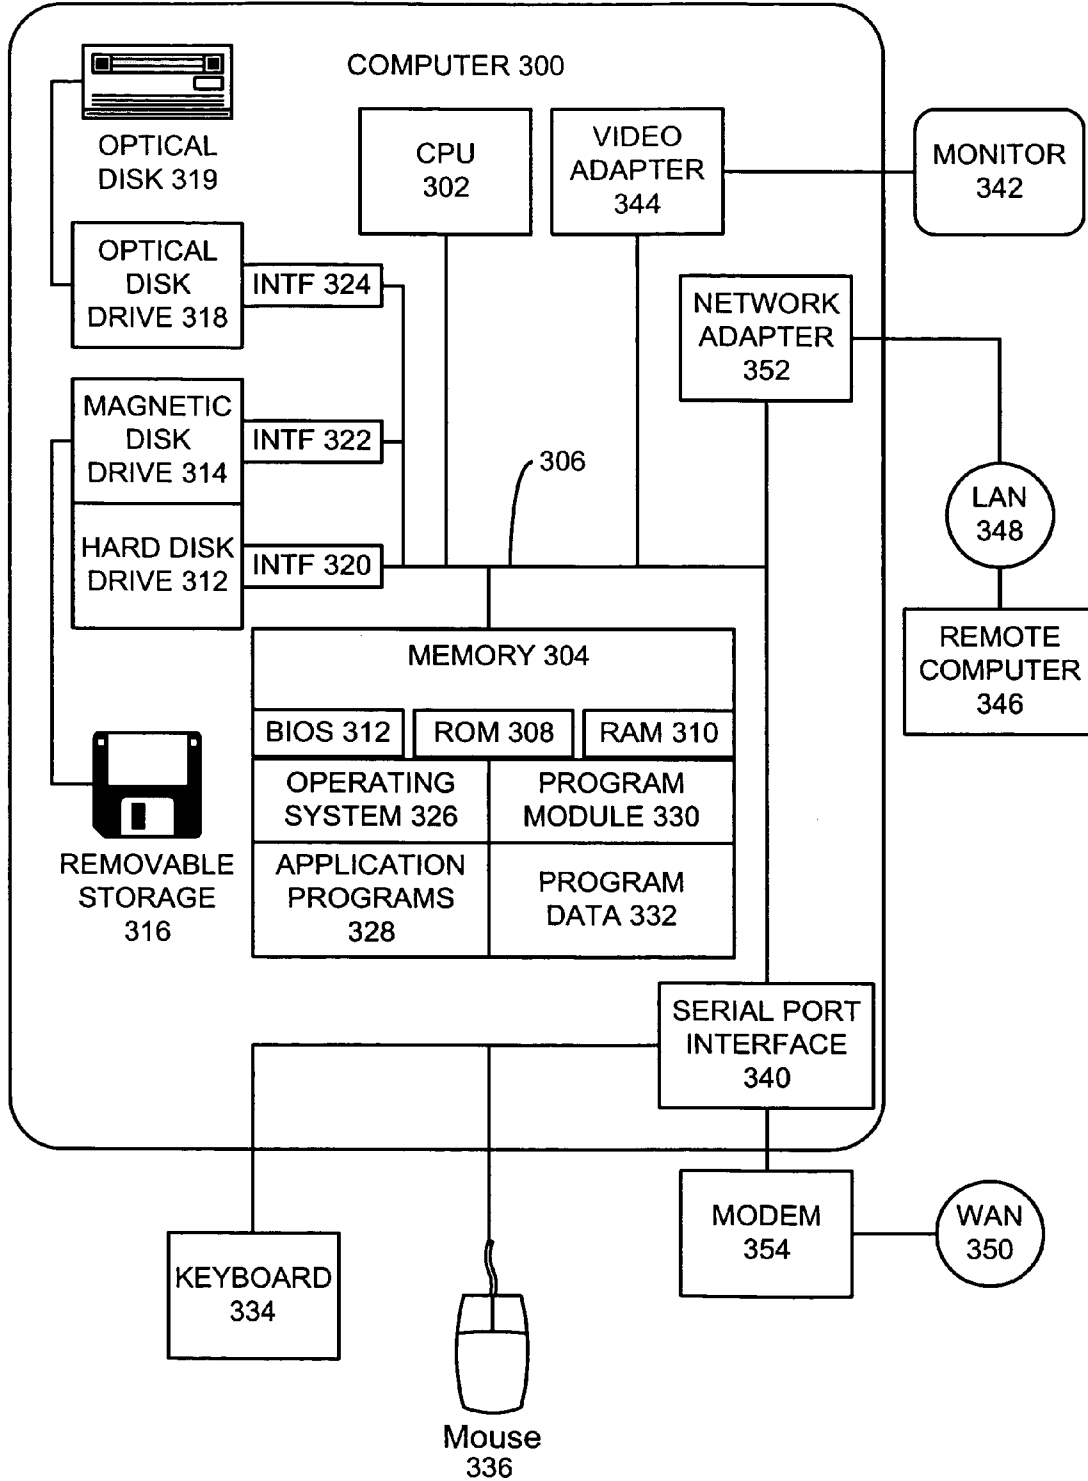 COMPUTER 300
OPTICAL
DISK 319
CPU
302
VIDEO
ADAPTER
344
MONITOR
342
OPTICAL
DISK
DRIVE 318
INTF 324
NETWORK
ADAPTER
352
MAGNETIC
DISK
DRIVE 314
INTF 322
306
LAN
348
HARD DISK
DRIVE 312
INTF 320
REMOTE
COMPUTER
346
MEMORY 304
BIOS 312
ROM 308
RAM 310
OPERATING
SYSTEM 326
PROGRAM
MODULE 330
REMOVABLE
STORAGE
316
APPLICATION
PROGRAMS
328
PROGRAM
DATA 332
SERIAL PORT
INTERFACE
340
MODEM
354
WAN
350
KEYBOARD
334
Mouse
336